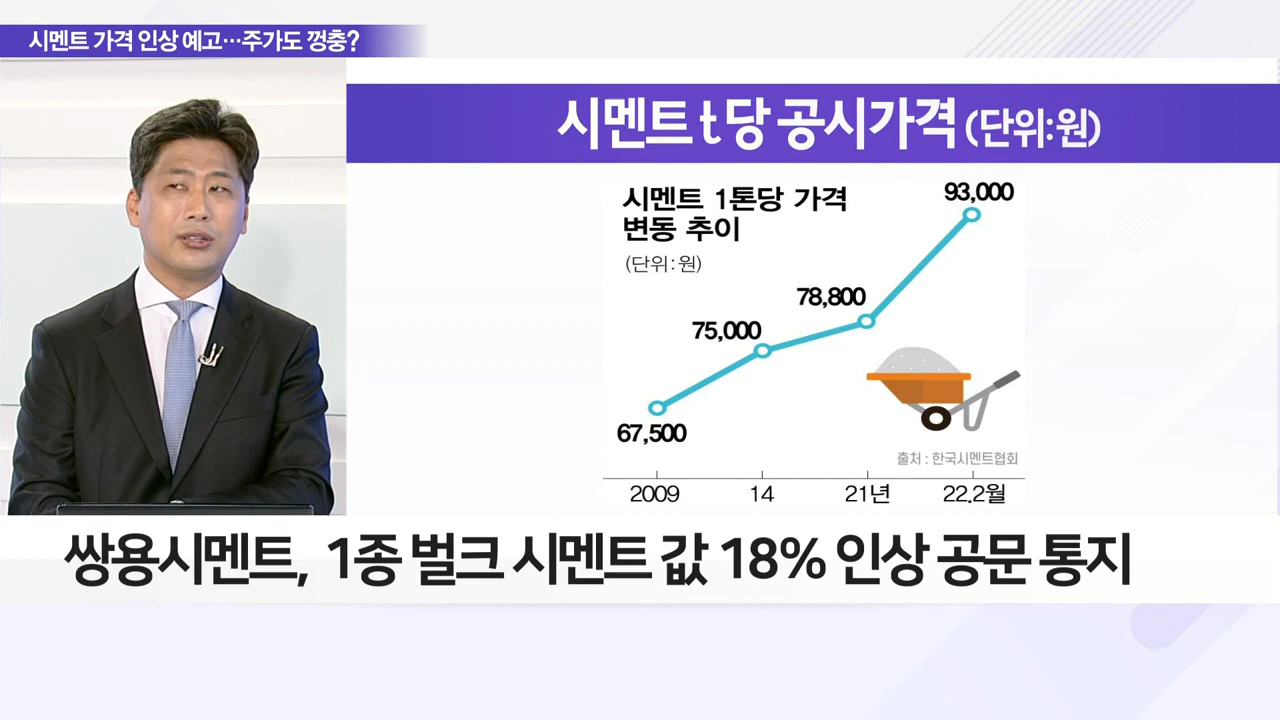 시멘트 가격 인상 예고…주가도 껑충?
시멘트 t당 공시가격 (단위:원)
시멘트 1톤당 가격
변동 추이
(단위:원)
93,000
78,800
75,000
67,500
출처 : 한국시멘트협회
2009 14 21년 22.2월
쌍용시멘트, 1종 벌크 시멘트 값 18% 인상 공문 통지